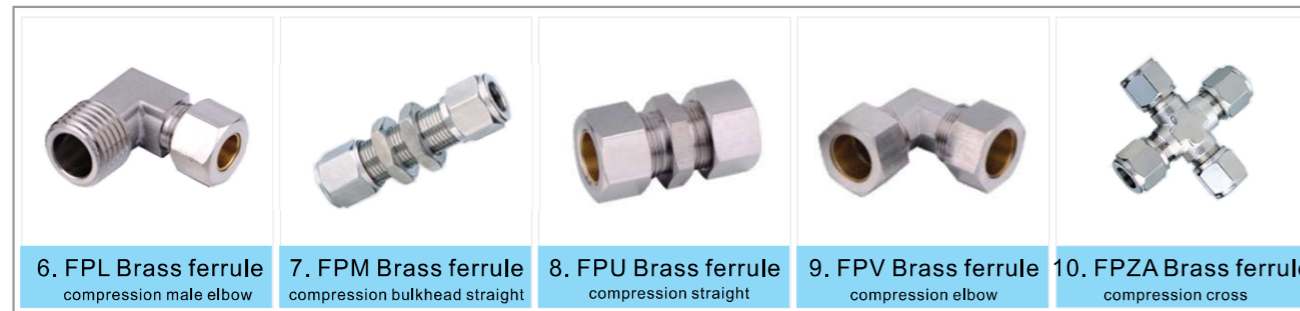 6. FPL Brass ferrule
compression male elbow
7. FPM Brass ferrule
compression bulkhead straight
8. FPU Brass ferrule
compression straight
9. FPV Brass ferrule
compression elbow
10. FPZA Brass ferrule
compression cross